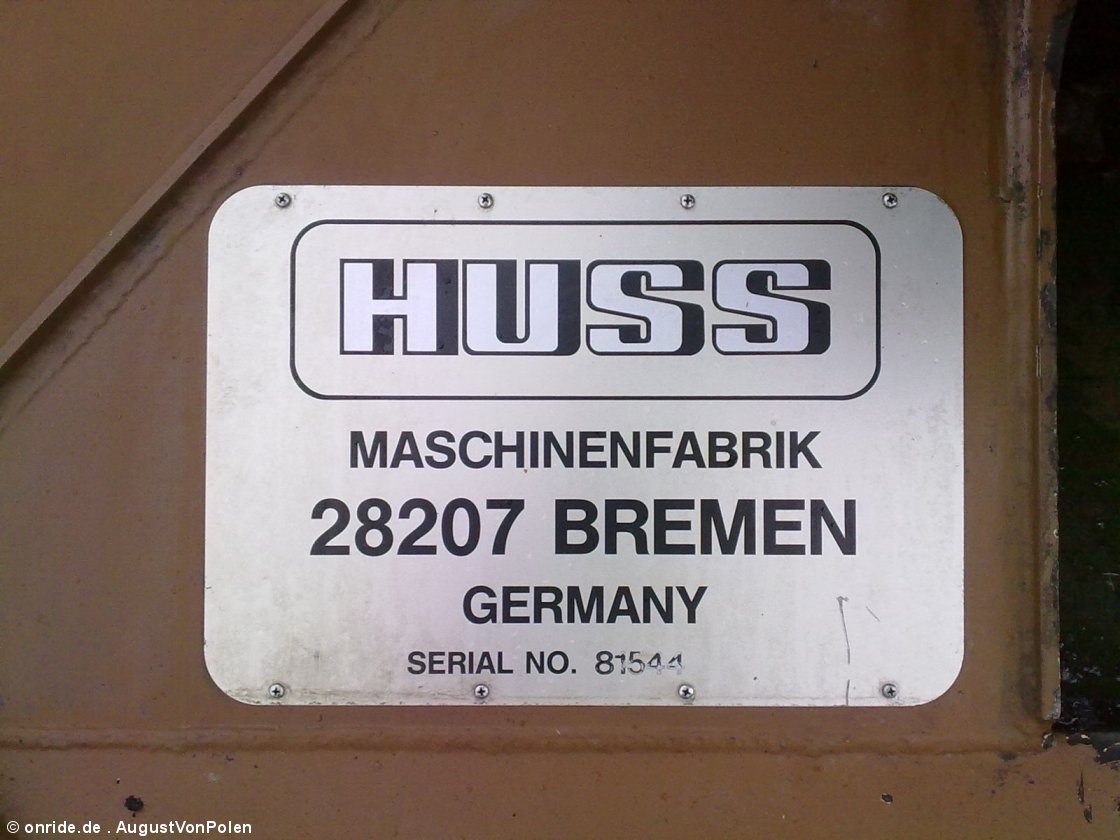 HUSS
MASCHINENFABRIK
28207 BREMEN
GERMANY
SERIAL NO. 81544
© onride.de . AugustVonPolen